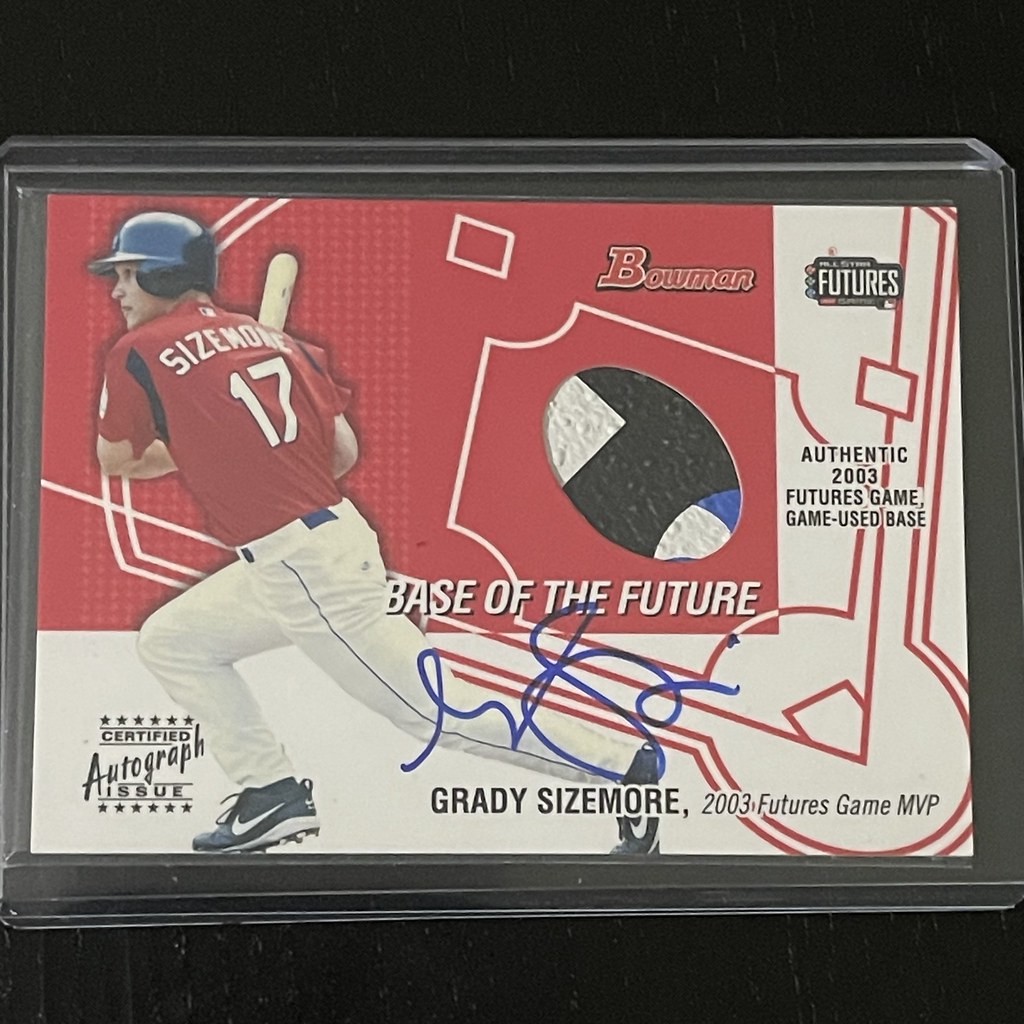 SIZEMORE
17
Bowman
ALL STAR
FUTURES
AUTHENTIC
2003
FUTURES GAME,
GAME-USED BASE
BASE OF THE FUTURE
CERTIFIED
Autograph
ISSUE
GRADY SIZEMORE, 2003 Futures Game MVP